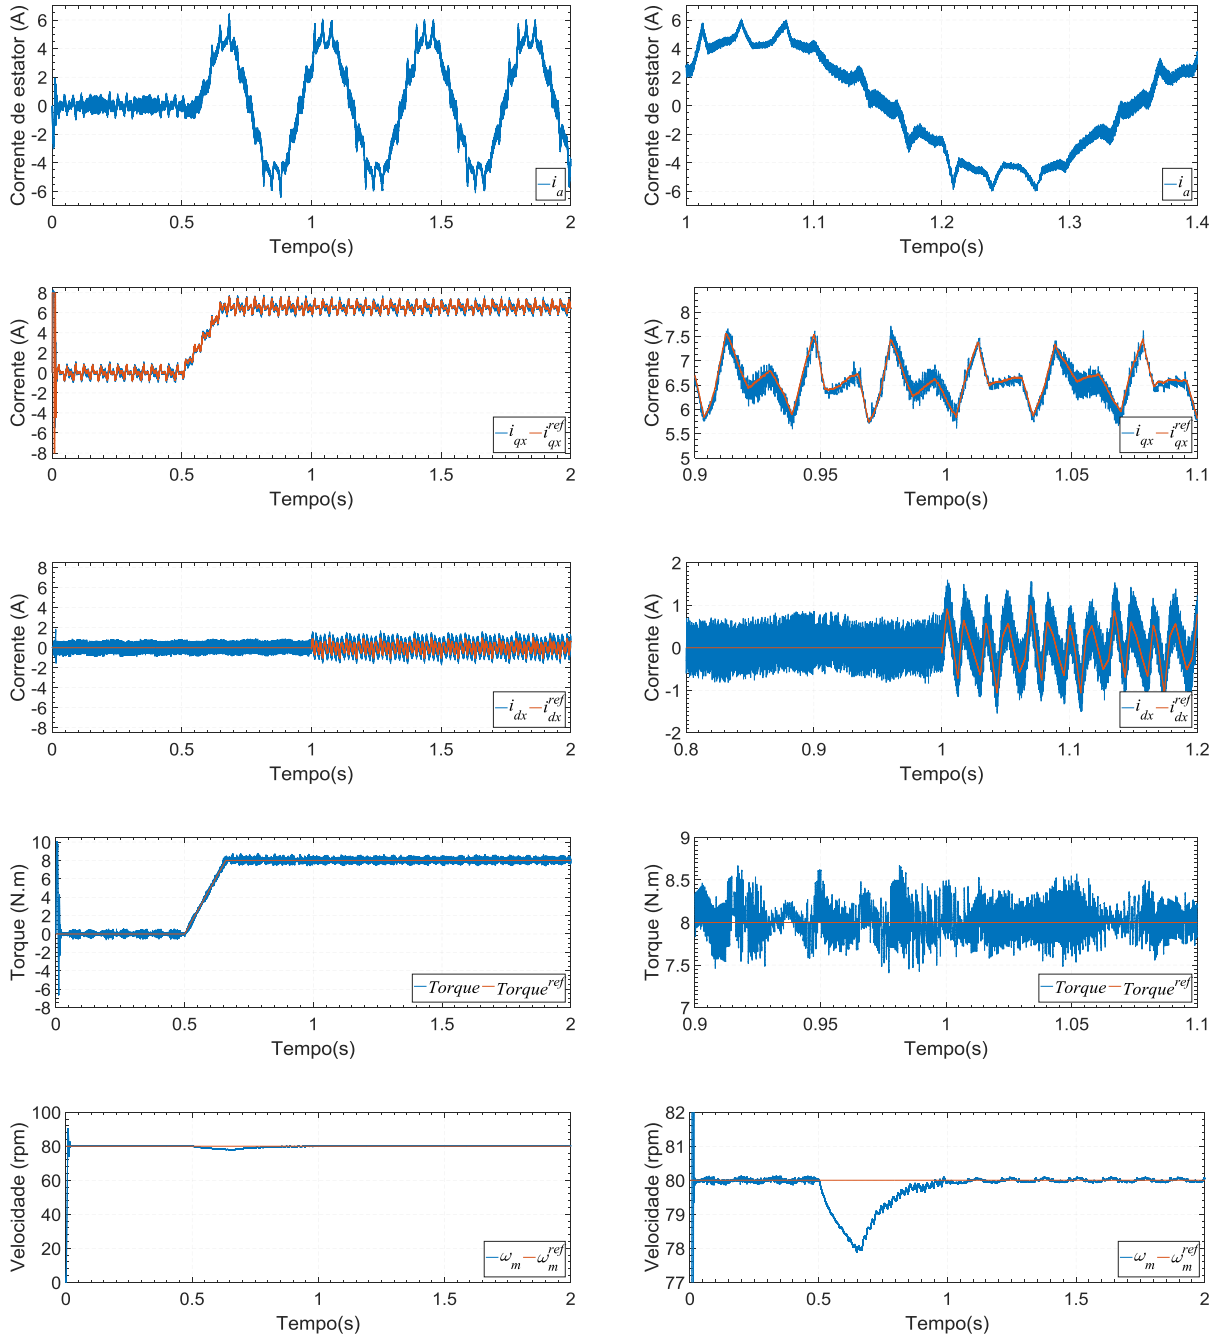 Corrente de estator (A)
6
4
2
0
-2
-4
-6
i_a
0 0.5 1 1.5 2
Tempo(s)
Corrente de estator (A)
6
4
2
0
-2
-4
-6
i_a
1 1.1 1.2 1.3 1.4
Tempo(s)
Corrente (A)
8
6
4
2
0
-2
-4
-6
-8
i_qx i_qx^ref
0 0.5 1 1.5 2
Tempo(s)
Corrente (A)
8
7.5
7
6.5
6
5.5
5
i_qx i_qx^ref
0.9 0.95 1 1.05 1.1
Tempo(s)
Corrente (A)
8
6
4
2
0
-2
-4
-6
-8
i_dx i_dx^ref
0 0.5 1 1.5 2
Tempo(s)
Corrente (A)
2
1
0
-1
-2
i_dx i_dx^ref
0.8 0.9 1 1.1 1.2
Tempo(s)
Torque (N.m)
10
8
6
4
2
0
-2
-4
-6
-8
Torque Torque^ref
0 0.5 1 1.5 2
Tempo(s)
Torque (N.m)
9
8.5
8
7.5
7
Torque Torque^ref
0.9 0.95 1 1.05 1.1
Tempo(s)
Velocidade (rpm)
100
80
60
40
20
0
ω_m ω_m^ref
0 0.5 1 1.5 2
Tempo(s)
Velocidade (rpm)
82
81
80
79
78
77
ω_m ω_m^ref
0 0.5 1 1.5 2
Tempo(s)